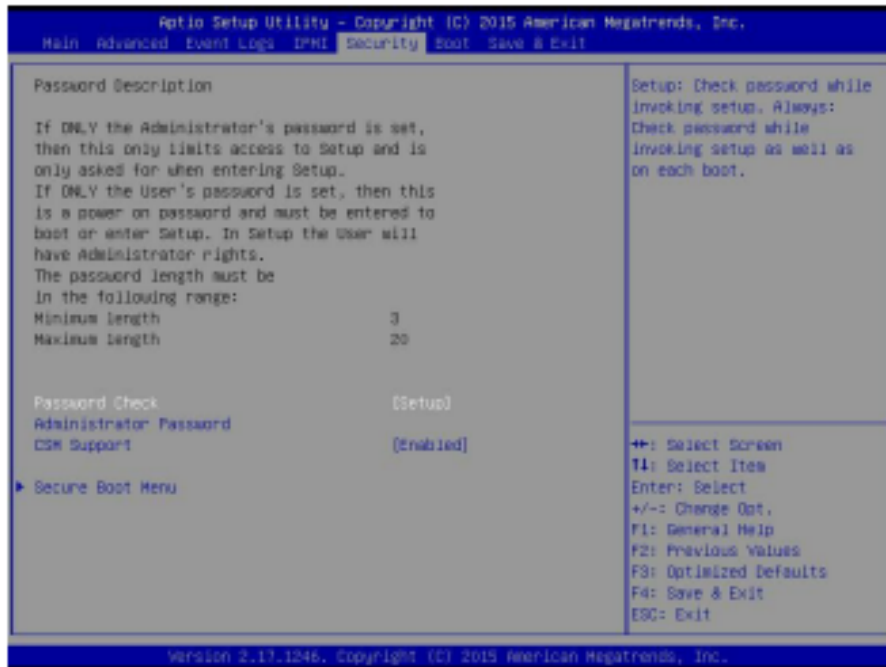 Aptio Setup Utility - Copyright (C) 2015 American Megatrends, Inc.
Main Advanced Event Logs IPMI Security Boot Save & Exit
Password Description
If ONLY the Administrator's password is set,
then this only limits access to Setup and is
only asked for when entering Setup.
If ONLY the User's password is set, then this
is a power on password and must be entered to
boot or enter Setup. In Setup the User will
have Administrator rights.
The password length must be
in the following range:
Minimum length 3
Maximum length 20
Password Check [Setup]
Administrator Password
CSM Support [Enabled]
Secure Boot Menu
Setup: Check password while
invoking setup. Always:
Check password while
invoking setup as well as
on each boot.
: Select Screen
↑↓: Select Item
Enter: Select
+/-: Change Opt.
F1: General Help
F2: Previous Values
F3: Optimized Defaults
F4: Save & Exit
ESC: Exit
Version 2.17.1246. Copyright (C) 2015 American Megatrends, Inc.